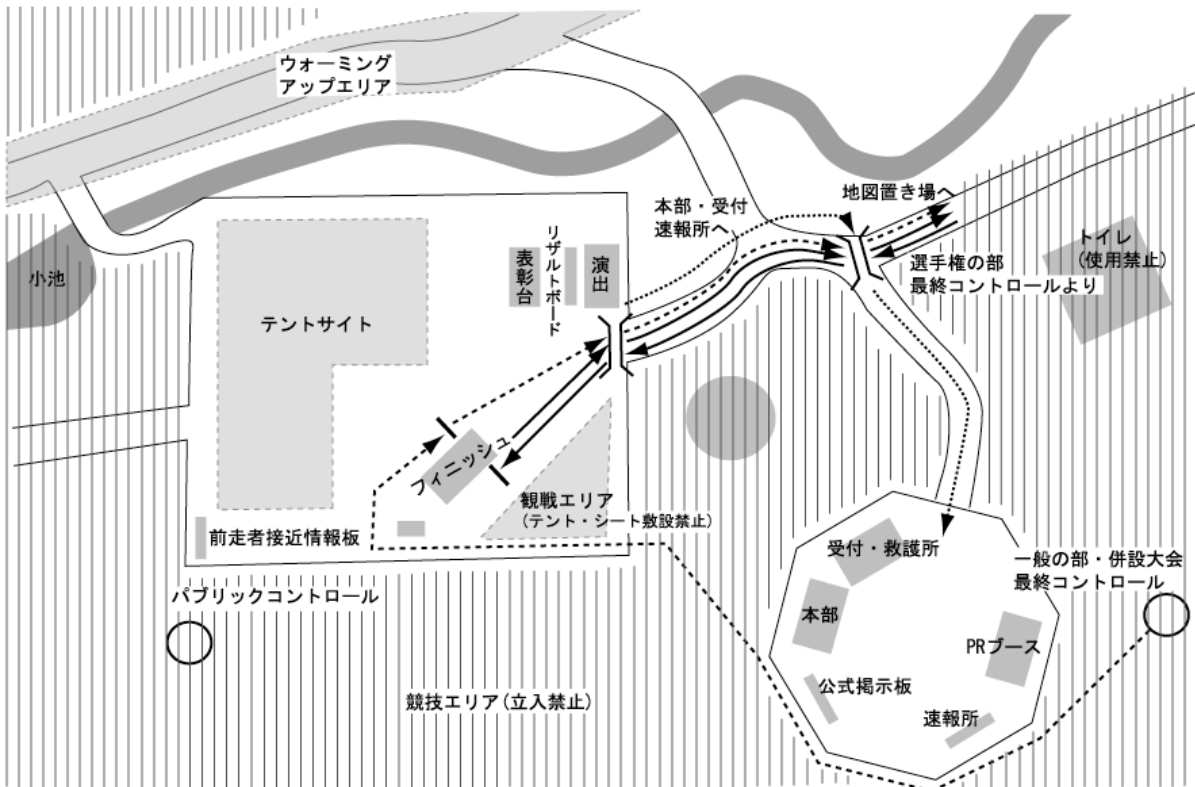 ウォーミング
アップエリア
本部・受付
速報所へ
地図置き場へ
トイレ
(使用禁止)
選手権の部
最終コントロールより
小池
テントサイト
表彰台
リザルトボード
演出
フィニッシュ
観戦エリア
(テント・シート敷設禁止)
前走者接近情報板
パブリックコントロール
受付・救護所
一般の部・併設大会
最終コントロール
本部
PRブース
公式掲示板
速報所
競技エリア(立入禁止)